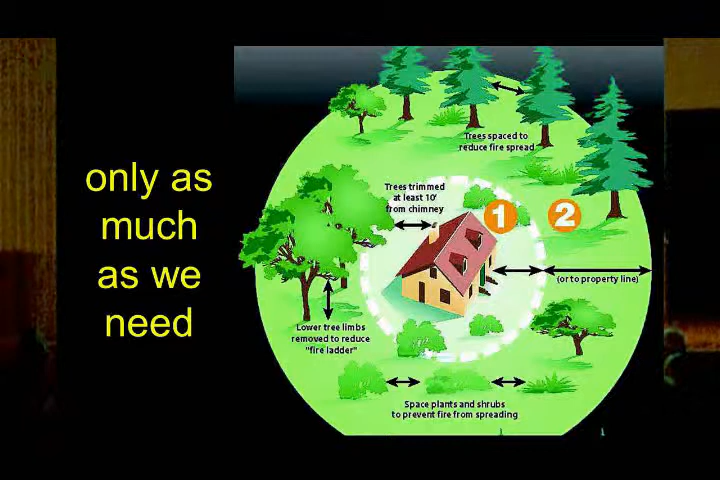 only as
much
as we
need
Trees spaced to
reduce fire spread
Trees trimmed
at least 10'
from chimney
1
2
(or to property line)
Lower tree limbs
removed to reduce
"fire ladder"
Space plants and shrubs
to prevent fire from spreading